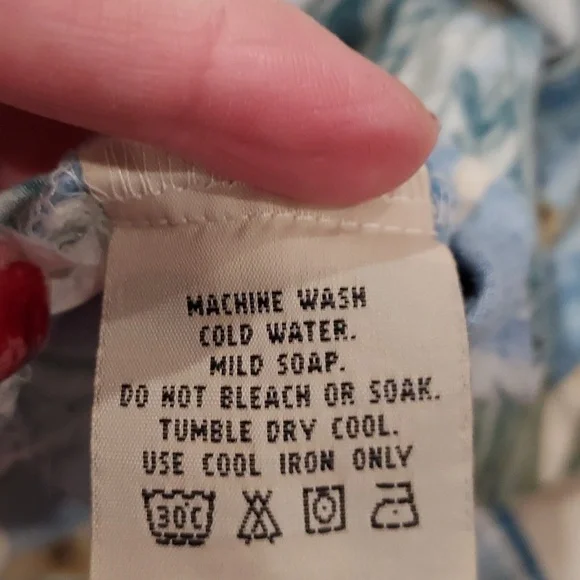 MACHINE WASH
COLD WATER.
MILD SOAP.
DO NOT BLEACH OR SOAK.
TUMBLE DRY COOL.
USE COOL IRON ONLY
30C